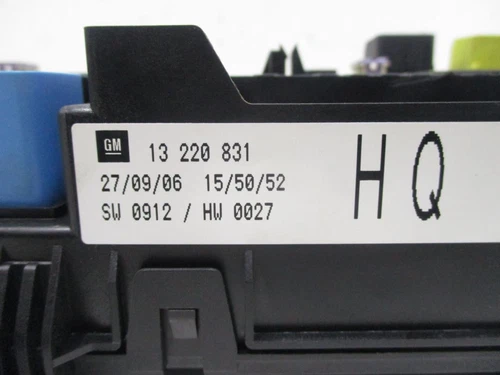 GM 13 220 831
27/09/06 15/50/52
SW 0912 / HW 0027
HQ